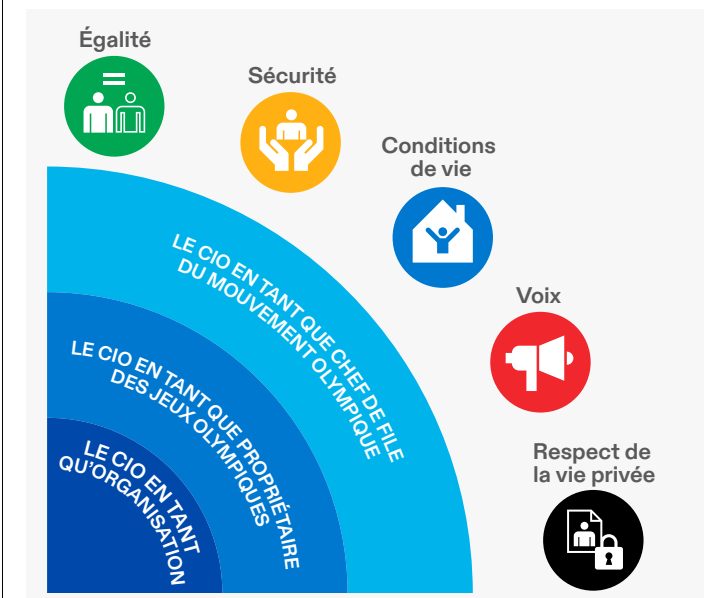 Égalité
Sécurité
Conditions
de vie
Voix
Respect de
la vie privée
LE CIO EN TANT QUE CHEF DE FILE
DU MOUVEMENT OLYMPIQUE
LE CIO EN TANT QUE PROPRIÉTAIRE
DES JEUX OLYMPIQUES
LE CIO EN TANT
QU’ORGANISATION